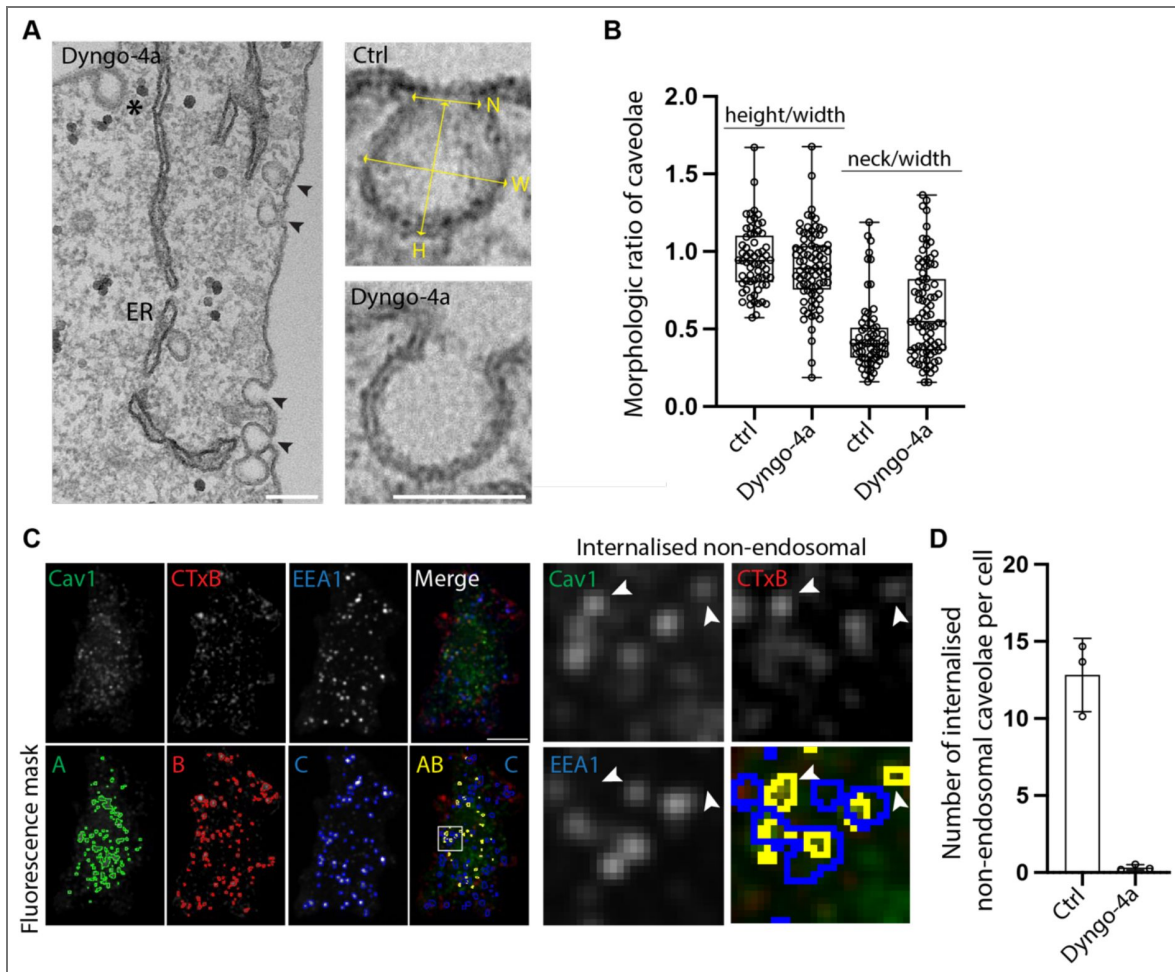 A
Dyngo-4a
*
ER
Ctrl
N
W
H
Dyngo-4a
B
Morphologic ratio of caveolae
2.0
1.5
1.0
0.5
0.0
height/width
neck/width
ctrl
Dyngo-4a
ctrl
Dyngo-4a
C
Cav1
CTxB
EEA1
Merge
Fluorescence mask
A
B
C
AB
C
Internalised non-endosomal
Cav1
CTxB
EEA1
D
Number of internalised
non-endosomal caveolae per cell
20
15
10
5
0
Ctrl
Dyngo-4a